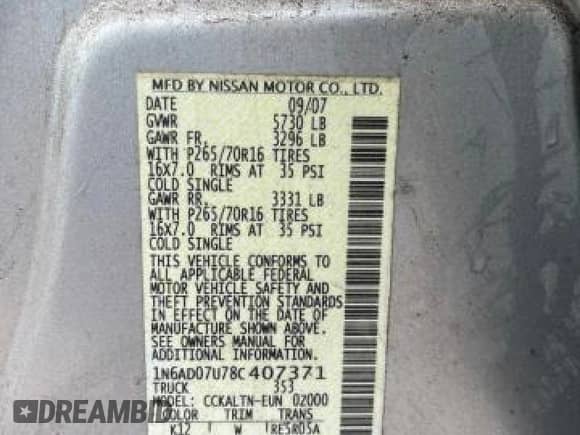 MFD BY NISSAN MOTOR CO., LTD.
DATE 09/07
GVWR 5730 LB
GAWR FR. 3296 LB
WITH P265/70R16 TIRES
16X7.0 RIMS AT 35 PSI
COLD SINGLE
GAWR RR. 3331 LB
WITH P265/70R16 TIRES
16X7.0 RIMS AT 35 PSI
COLD SINGLE
THIS VEHICLE CONFORMS TO
ALL APPLICABLE FEDERAL
MOTOR VEHICLE SAFETY AND
THEFT PREVENTION STANDARDS
IN EFFECT ON THE DATE OF
MANUFACTURE SHOWN ABOVE.
SEE OWNERS MANUAL FOR
ADDITIONAL INFORMATION.
1N6AD07U78C407371
TRUCK 353
MODEL: CCKALTN-EUN 02000
COLOR TRIM TRANS
K12 W RE5R05A
DREAMBID